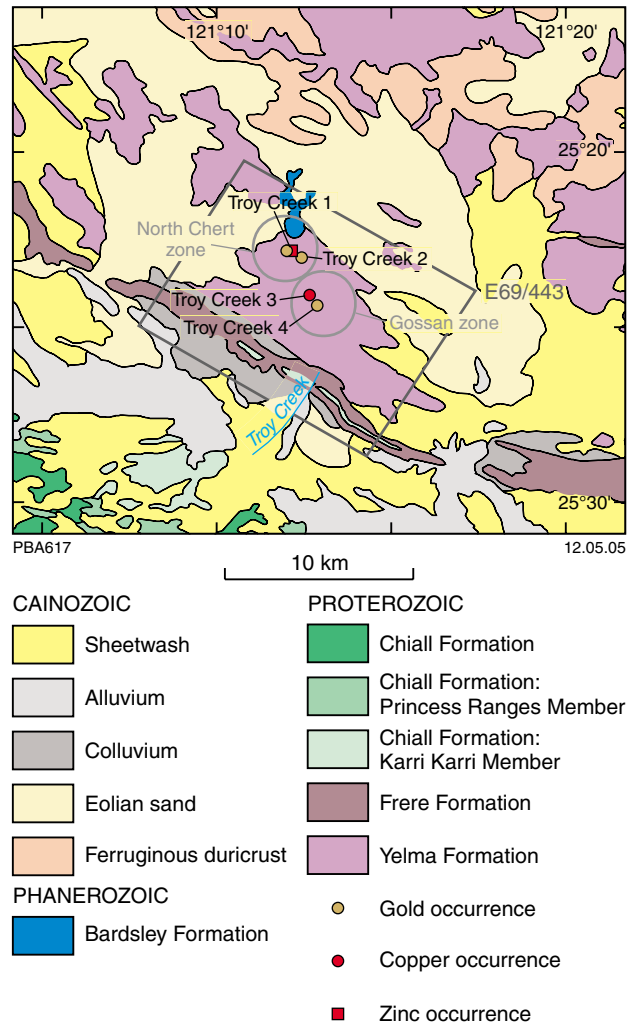 121°10'
121°20'
25°20'
Troy Creek 1
North Chert
zone
Troy Creek 2
E69/443
Troy Creek 3
Troy Creek 4
Gossan zone
Troy Creek
25°30'
PBA617
12.05.05
10 km
CAINOZOIC
Sheetwash
Alluvium
Colluvium
Eolian sand
Ferruginous duricrust
PHANEROZOIC
Bardsley Formation
PROTEROZOIC
Chiall Formation
Chiall Formation:
Princess Ranges Member
Chiall Formation:
Karri Karri Member
Frere Formation
Yelma Formation
Gold occurrence
Copper occurrence
Zinc occurrence